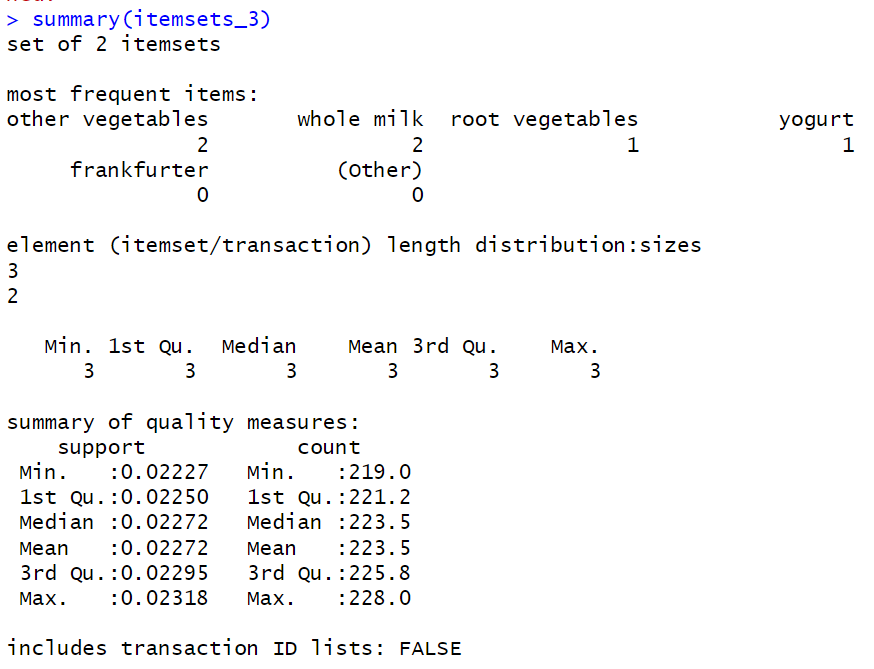 > summary(itemsets_3)
set of 2 itemsets
most frequent items:
other vegetables whole milk root vegetables yogurt
2 2 1 1
frankfurter (Other)
0 0
element (itemset/transaction) length distribution:sizes
3
2
Min. 1st Qu. Median Mean 3rd Qu. Max.
3 3 3 3 3 3
summary of quality measures:
support count
Min. :0.02227 Min. :219.0
1st Qu.:0.02250 1st Qu.:221.2
Median :0.02272 Median :223.5
Mean :0.02272 Mean :223.5
3rd Qu.:0.02295 3rd Qu.:225.8
Max. :0.02318 Max. :228.0
includes transaction ID lists: FALSE